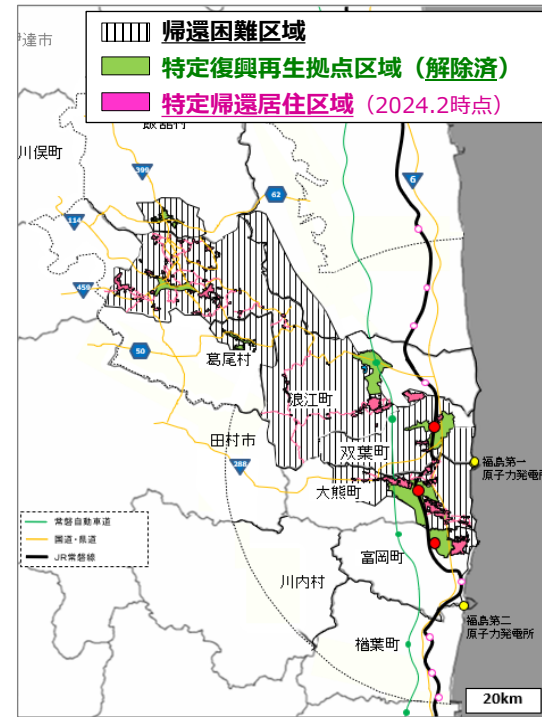 帰還困難区域
特定復興再生拠点区域（解除済）
特定帰還居住区域（2024.2時点）
伊達市
飯舘村
川俣町
399
62
6
114
459
50
葛尾村
浪江町
田村市
双葉町
288
大熊町
福島第一
原子力発電所
常磐自動車道
国道・県道
JR常磐線
富岡町
川内村
福島第二
原子力発電所
楢葉町
20km